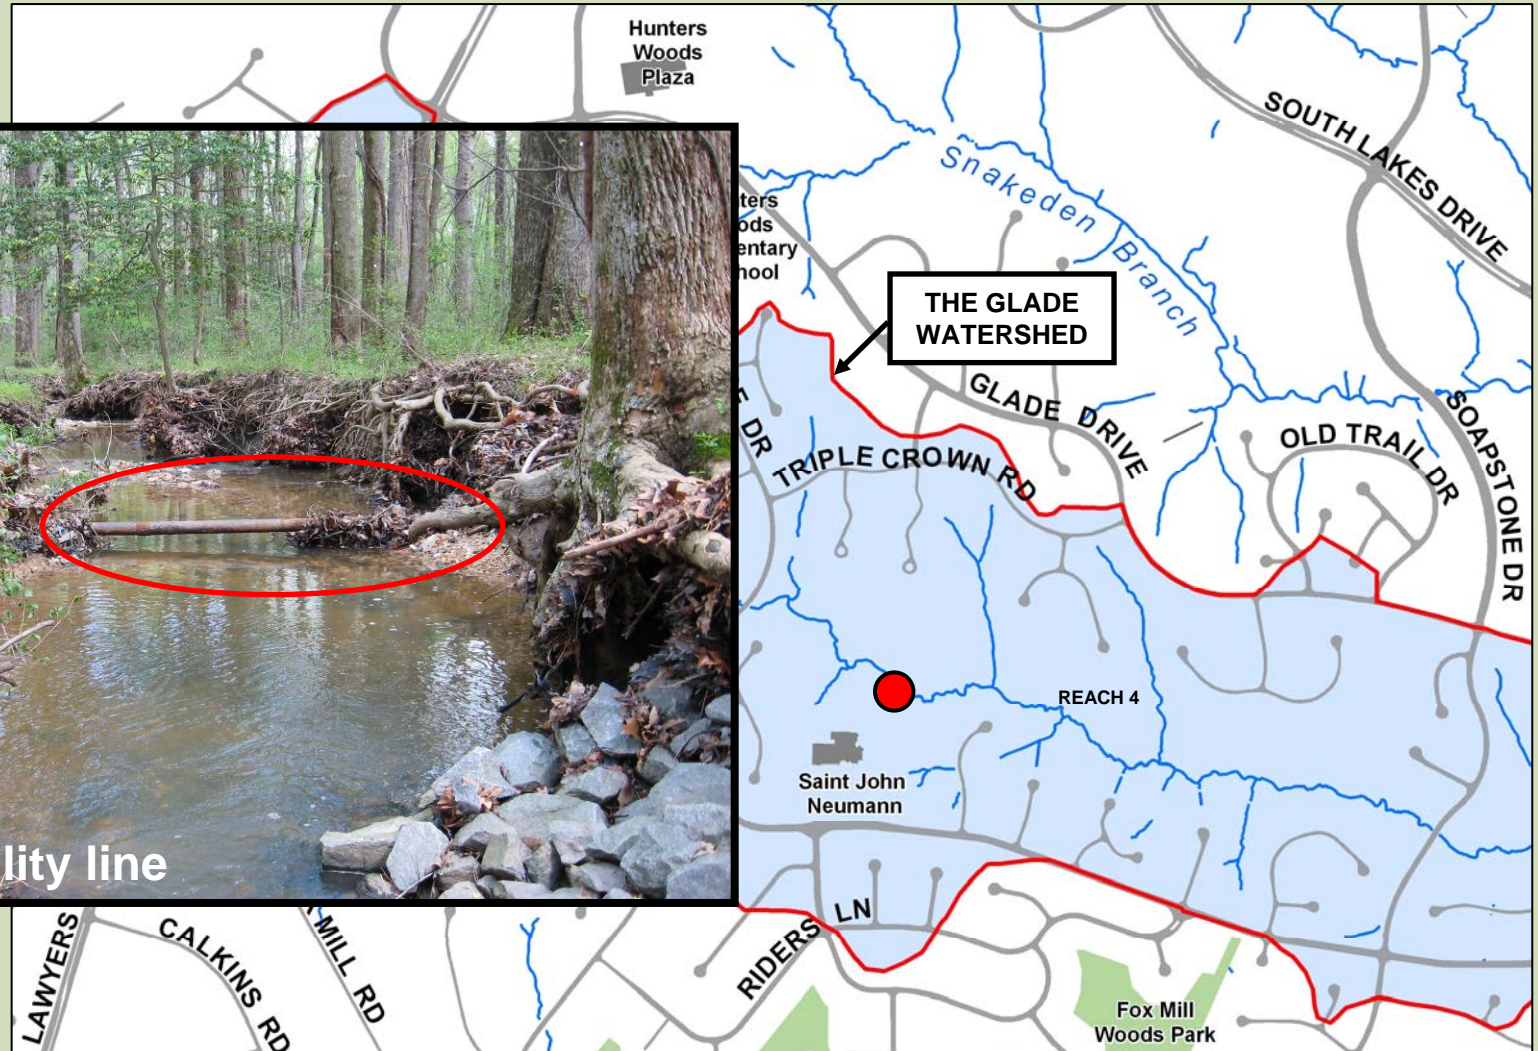 Hunters
Woods
Plaza
SOUTH LAKES DRIVE
Snakeden Branch
ters
ods
entary
hool
THE GLADE
WATERSHED
GLADE DRIVE
E DR
TRIPLE CROWN RD
OLD TRAIL DR
SOAPSTONE DR
REACH 4
Saint John
Neumann
lity line
LAWYERS
CALKINS RD
MILL RD
RIDERS LN
Fox Mill
Woods Park